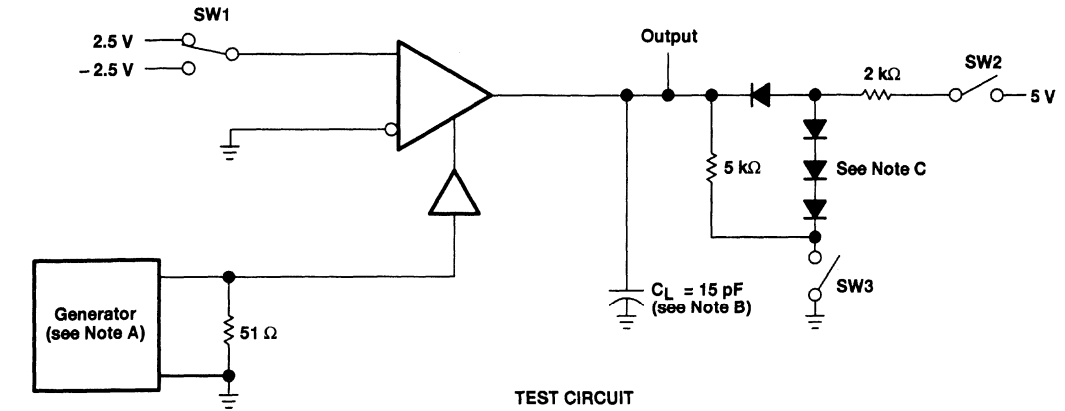 SW1
2.5 V
– 2.5 V
Output
SW2
2 kΩ
5 V
5 kΩ
See Note C
SW3
CL = 15 pF
(see Note B)
Generator
(see Note A)
51 Ω
TEST CIRCUIT